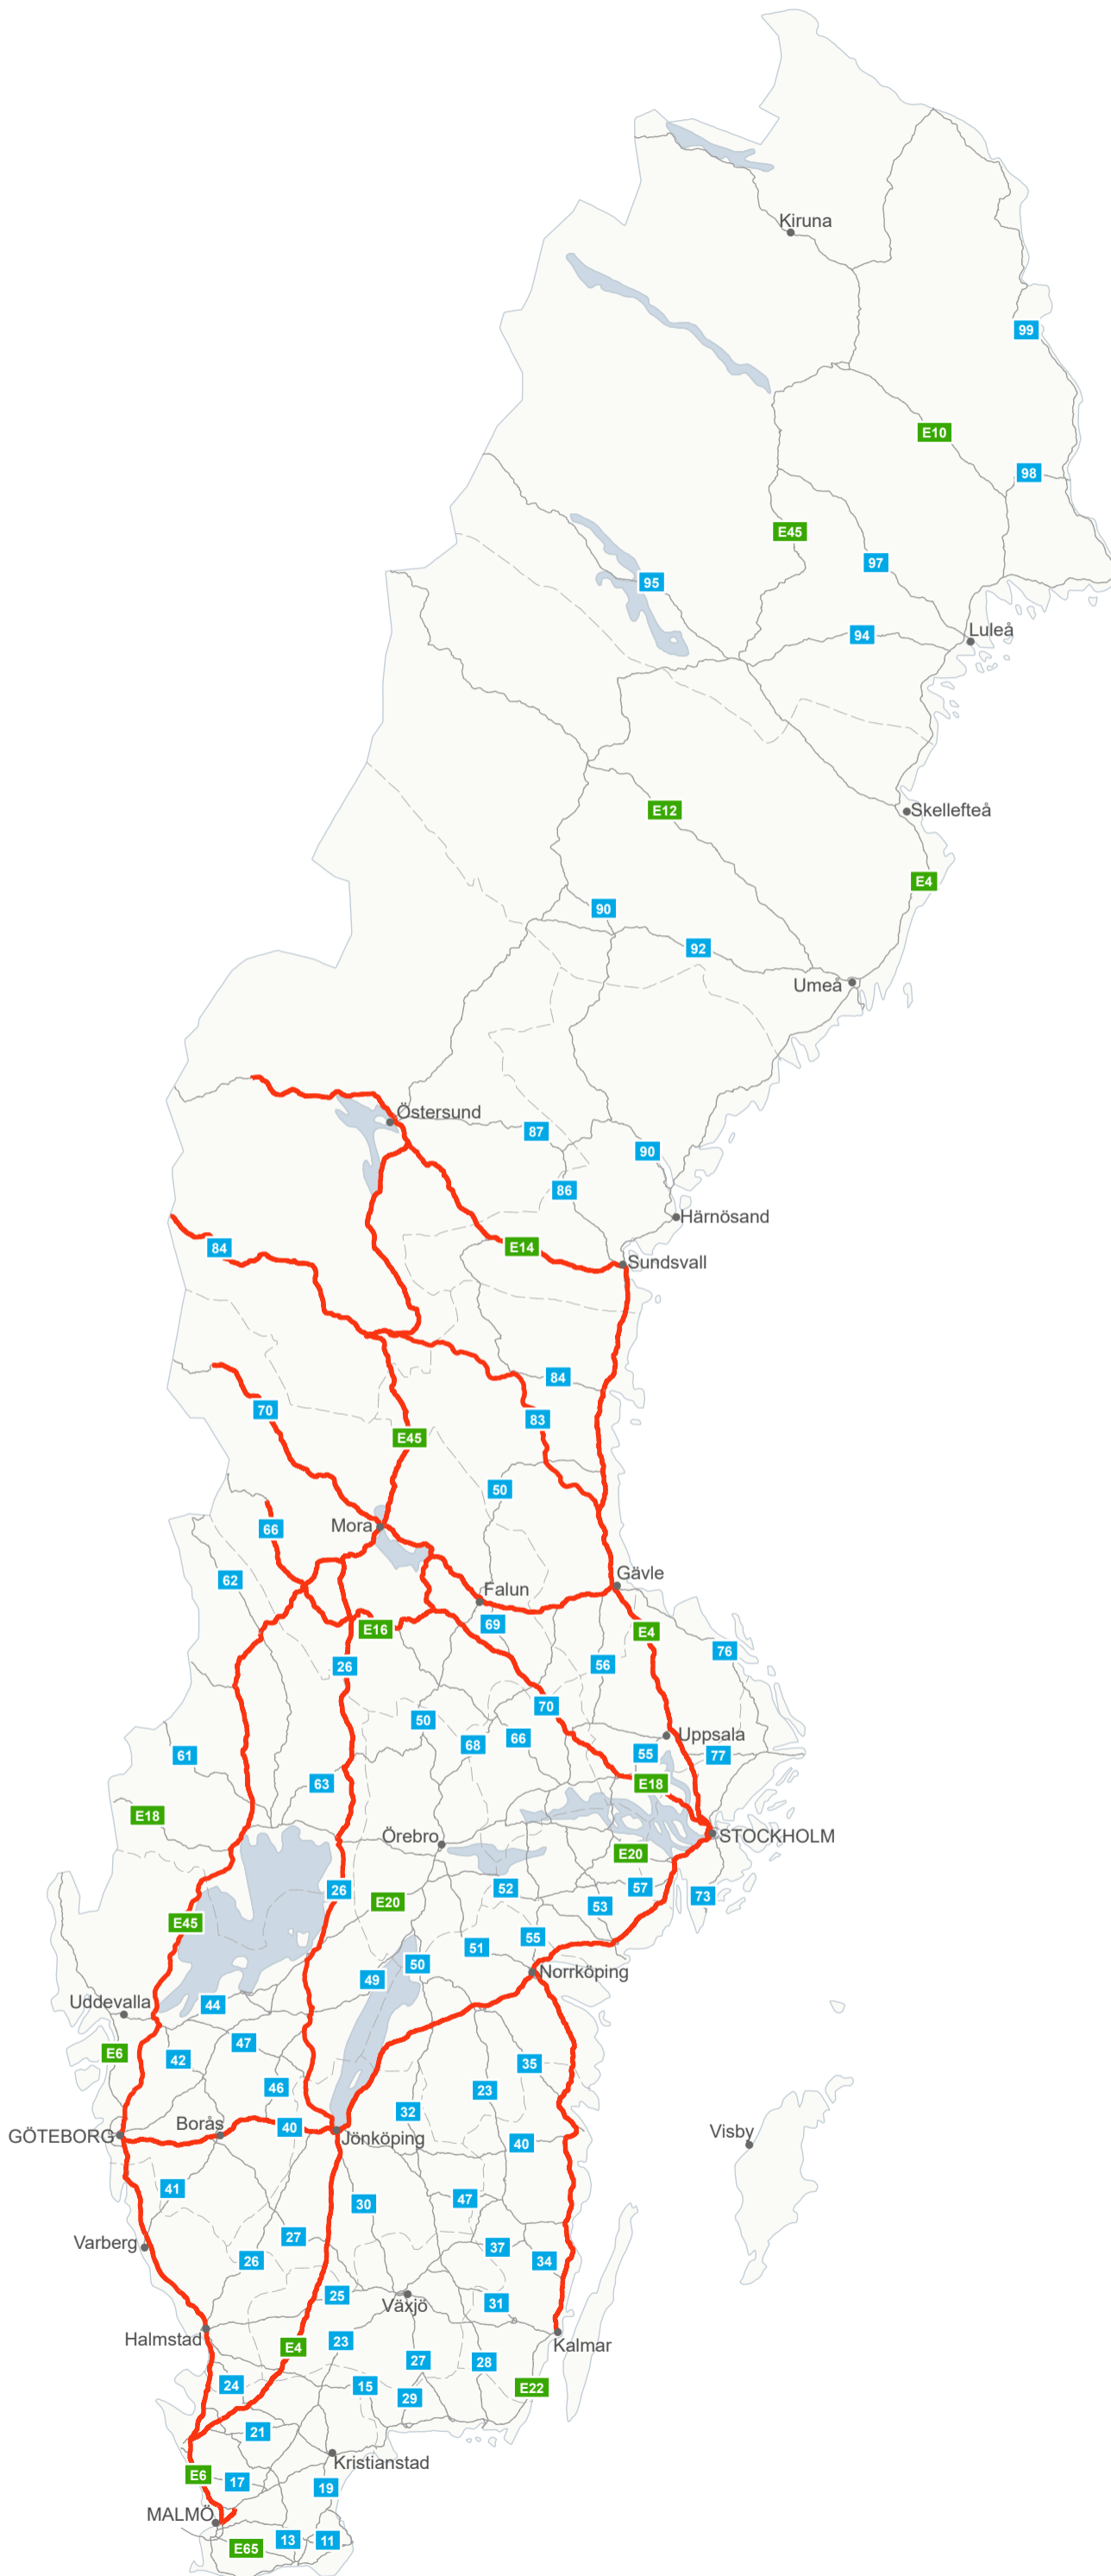 Kiruna
99
E10
98
E45
97
95
Luleå
94
E12
Skellefteå
E4
90
92
Umeå
Östersund
87
90
86
Härnösand
84
E14
Sundsvall
84
70
83
E45
50
Mora
66
62
Gävle
Falun
69
E16
E4
76
26
56
70
50
Uppsala
66
68
61
55
77
63
E18
E18
Örebro
STOCKHOLM
E20
26
52
57
73
E20
53
E45
55
51
50
Norrköping
49
Uddevalla
44
47
E6
42
35
46
23
32
Borås
40
Visby
GÖTEBORG
Jönköping
40
41
47
30
27
Varberg
37
26
34
25
31
Växjö
Halmstad
23
E4
Kalmar
27
28
24
15
E22
29
21
Kristianstad
E6
17
19
MALMÖ
13
11
E65